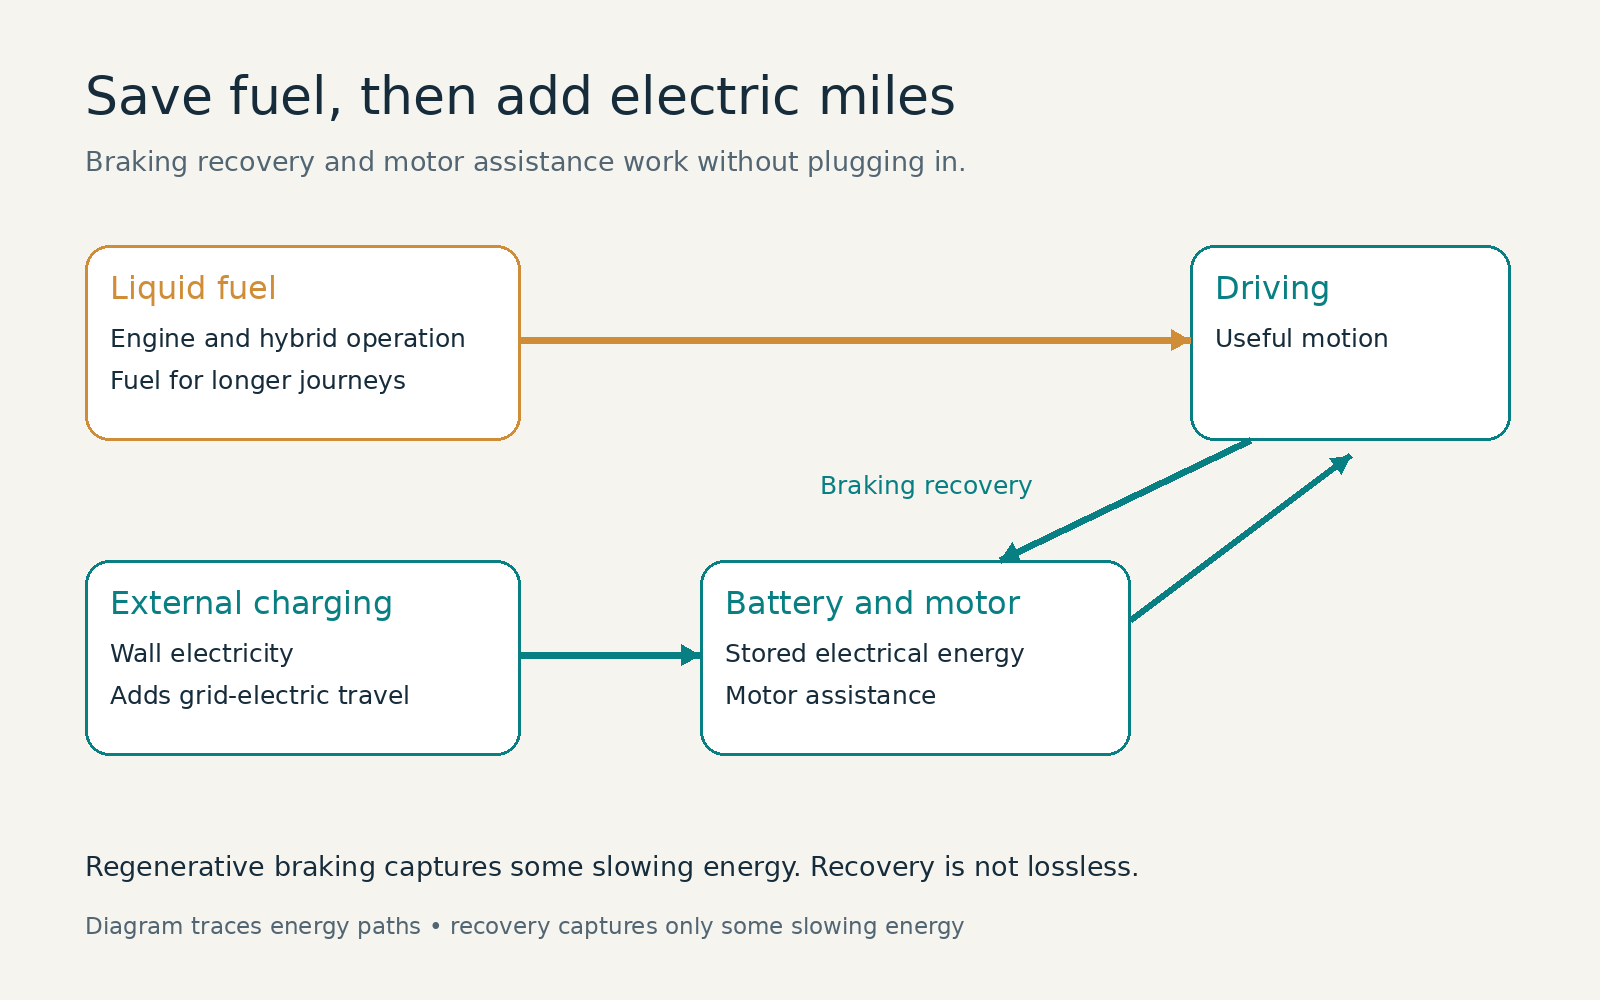 Save fuel, then add electric miles
Braking recovery and motor assistance work without plugging in.
Liquid fuel
Engine and hybrid operation
Fuel for longer journeys
Driving
Useful motion
Braking recovery
External charging
Wall electricity
Adds grid-electric travel
Battery and motor
Stored electrical energy
Motor assistance
Regenerative braking captures some slowing energy. Recovery is not lossless.
Diagram traces energy paths • recovery captures only some slowing energy